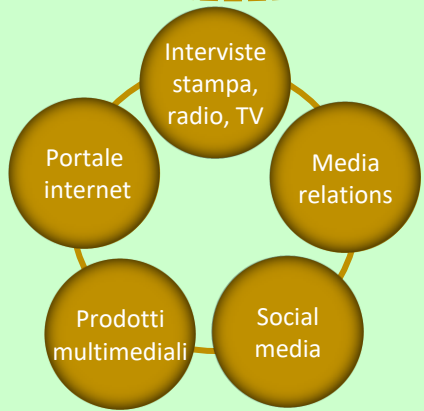 Interviste
stampa,
radio, TV
Media
relations
Social
media
Prodotti
multimediali
Portale
internet